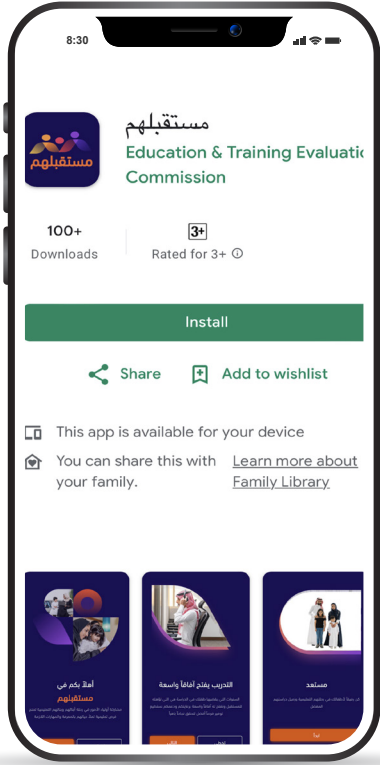 8:30
مستقبلهم
مستقبلهم
Education & Training Evaluatio
Commission
100+
Downloads
3+
Rated for 3+
Install
Share
Add to wishlist
This app is available for your device
You can share this with
your family.
Learn more about
Family Library
أهلاً بكم في
مستقبلهم
التدريب يفتح آفاقاً واسعة
مستعد
نبدأ